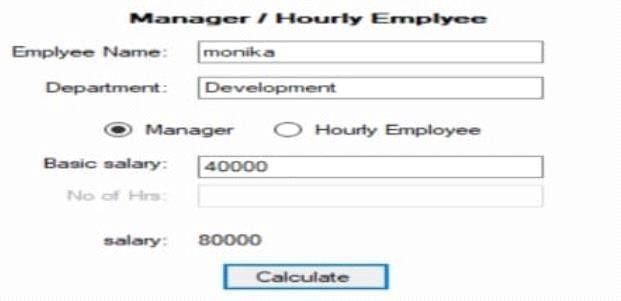 Manager / Hourly Emplyee
Emplyee Name: monika
Department: Development
Manager Hourly Employee
Basic salary: 40000
No of Hrs:
salary: 80000
Calculate